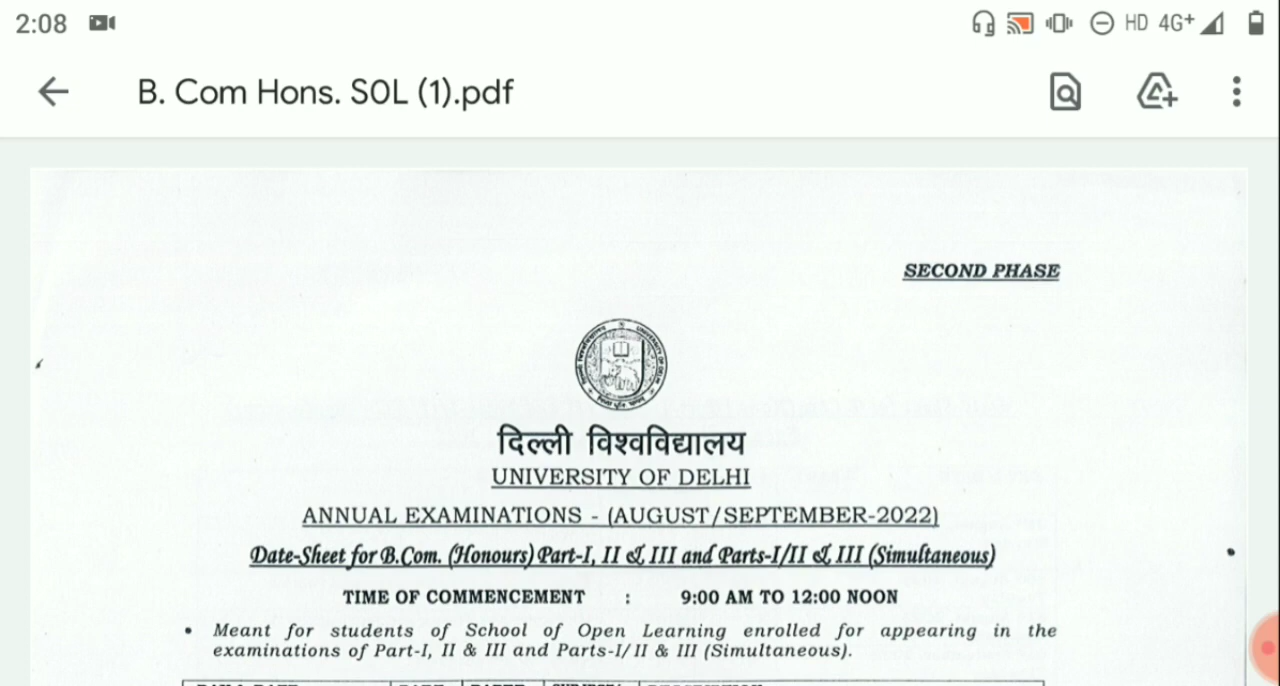 2:08 HD 4G+
B. Com Hons. SOL (1).pdf
SECOND PHASE
दिल्ली विश्वविद्यालय
UNIVERSITY OF DELHI
ANNUAL EXAMINATIONS - (AUGUST/SEPTEMBER-2022)
Date-Sheet for B.Com. (Honours) Part-I, II & III and Parts-I/II & III (Simultaneous)
TIME OF COMMENCEMENT : 9:00 AM TO 12:00 NOON
• Meant for students of School of Open Learning enrolled for appearing in the
examinations of Part-I, II & III and Parts-I/II & III (Simultaneous).